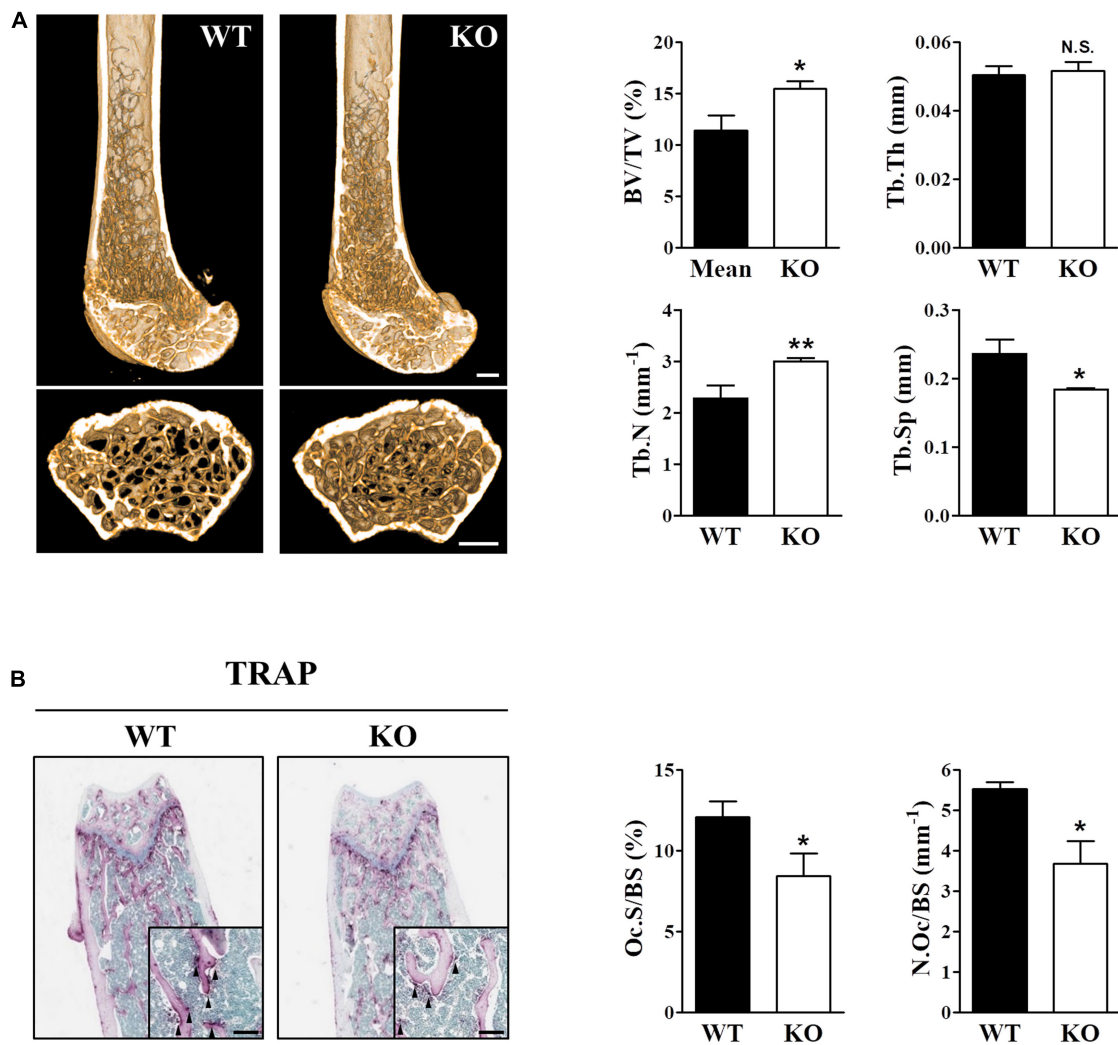 A
WT
KO
BV/TV (%)
20
15
10
5
0
*
Mean
KO
Tb.Th (mm)
0.06
0.04
0.02
0.00
N.S.
WT
KO
Tb.N (mm⁻¹)
4
3
2
1
0
**
WT
KO
Tb.Sp (mm)
0.3
0.2
0.1
0.0
*
WT
KO
B
TRAP
WT
KO
Oc.S/BS (%)
15
10
5
0
*
WT
KO
N.Oc/BS (mm⁻¹)
6
5
4
3
2
1
0
*
WT
KO